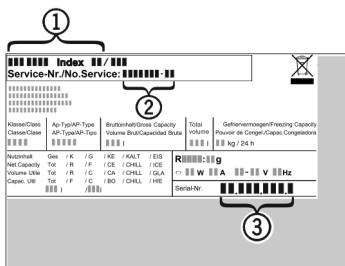 1
Index /
Service-Nr./No.Service: -
2
Klasse/Class Ap-Typ/AP-Type Bruttoinhalt/Gross Capacity Total Gefriervermoegen/Freezing Capacity
Classe/Clase AP-Type/AP-Tipo Volume Brut/Capacidad Bruta volume Pouvoir de Congel./Capac.Congeladora
l l kg / 24 h
Nutzinhalt Ges / K / G / KE / KALT / EIS
Net.Capacity Tot / R / F / CE / CHILL / ICE
Volume Utile Tot / R / C / CA / CHILL / GLA
Capac. Util Tot / F / C / BO / CHILL / HIE
l / l
R : g
W A - V Hz
Serial-Nr. . . .
3